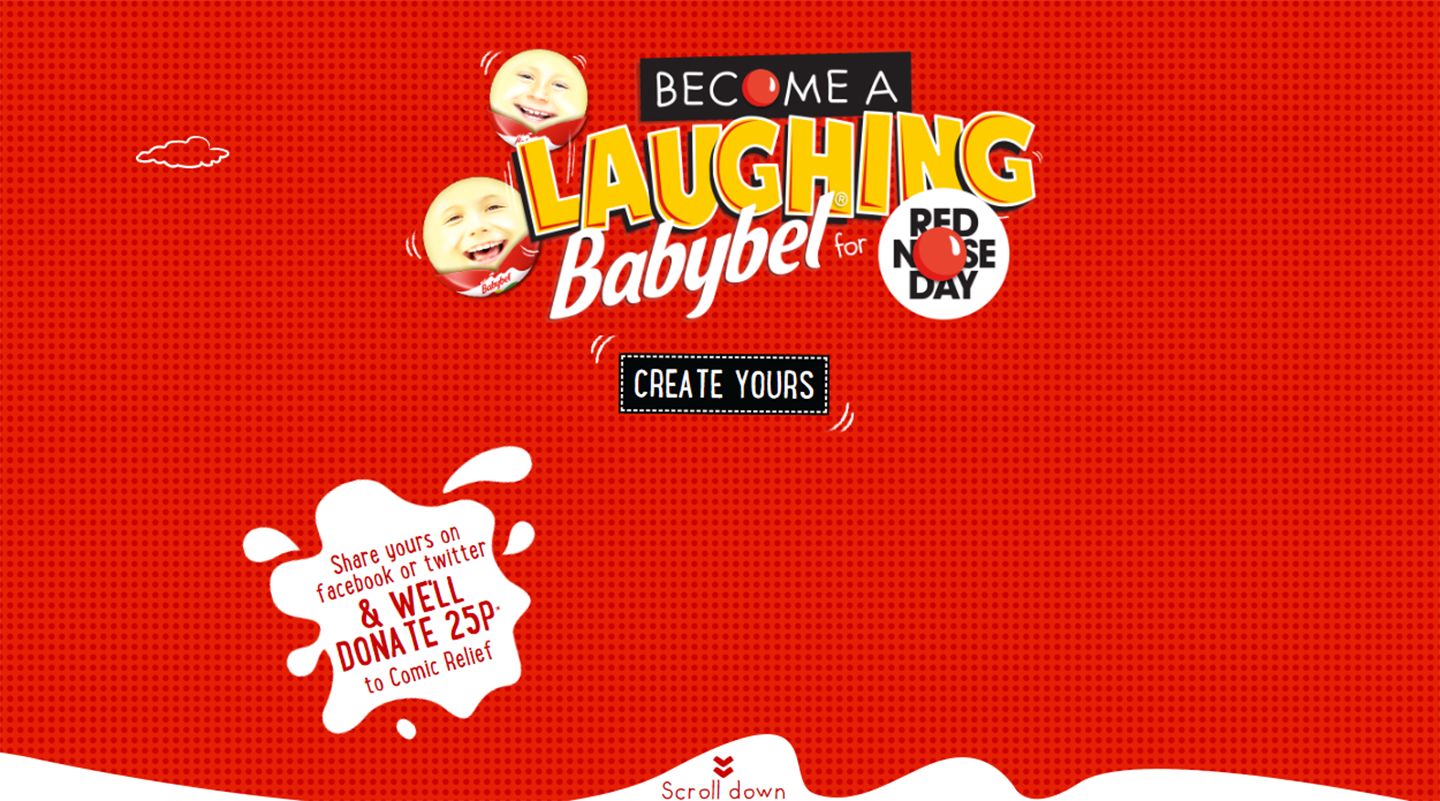 BECOME A
LAUGHING
Babybel® for
RED
NOSE
DAY
Babybel
CREATE YOURS
Share yours on
facebook or twitter
& WE'LL
DONATE 25P*
to Comic Relief
Scroll down